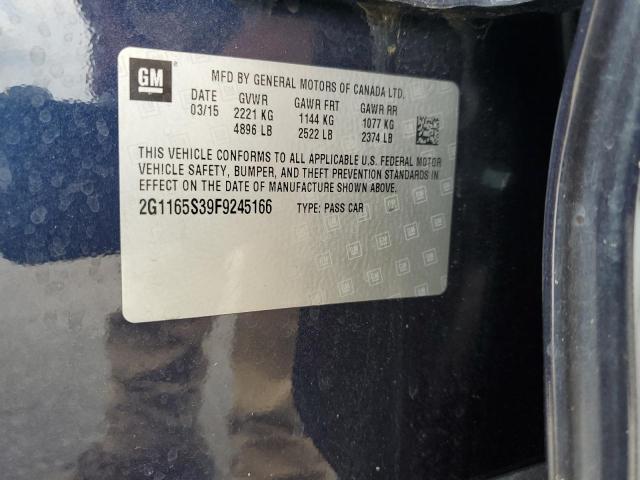 GM
MFD BY GENERAL MOTORS OF CANADA LTD.
DATE GVWR GAWR FRT GAWR RR
03/15 2221 KG 1144 KG 1077 KG
4896 LB 2522 LB 2374 LB
THIS VEHICLE CONFORMS TO ALL APPLICABLE U.S. FEDERAL MOTOR
VEHICLE SAFETY, BUMPER, AND THEFT PREVENTION STANDARDS
IN EFFECT ON THE DATE OF MANUFACTURE SHOWN ABOVE.
2G1165S39F9245166 TYPE: PASS CAR